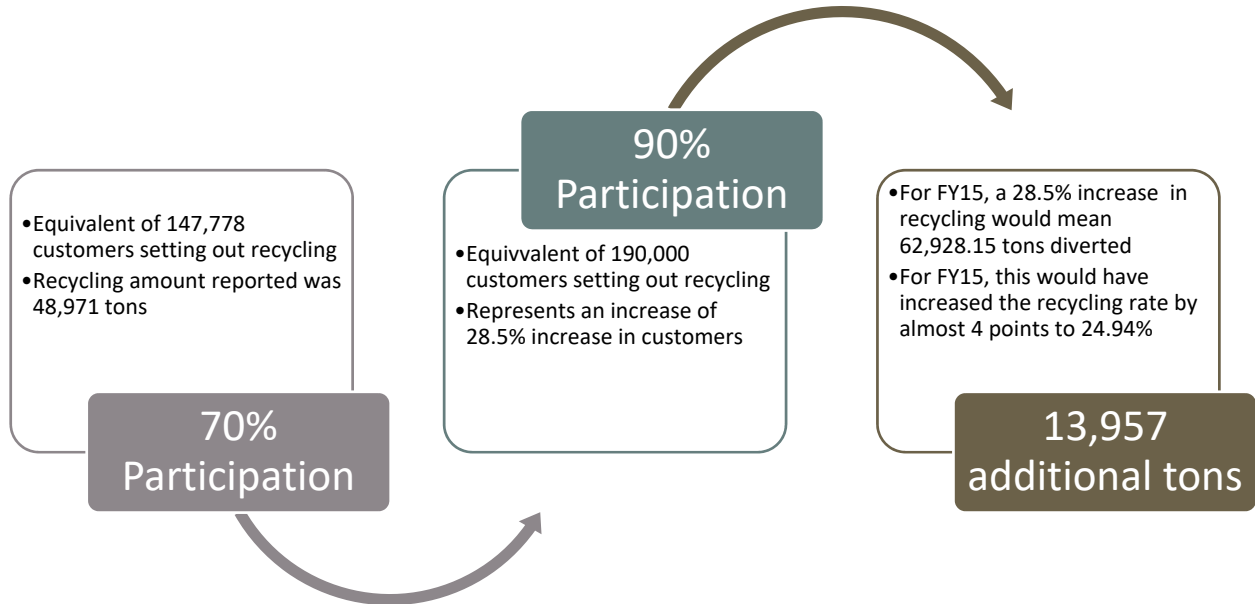 •Equivalent of 147,778
customers setting out recycling
•Recycling amount reported was
48,971 tons
70%
Participation
90%
Participation
•Equivvalent of 190,000
customers setting out recycling
•Represents an increase of
28.5% increase in customers
•For FY15, a 28.5% increase in
recycling would mean
62,928.15 tons diverted
•For FY15, this would have
increased the recycling rate by
almost 4 points to 24.94%
13,957
additional tons